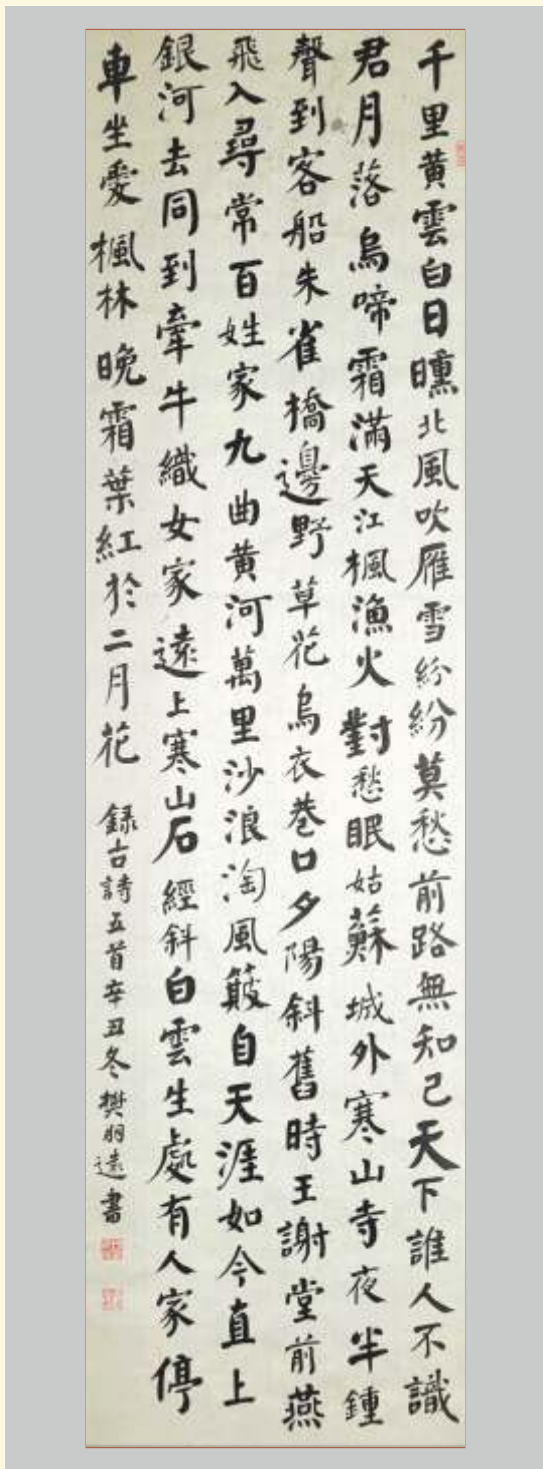 千里黃雲白日曛北風吹雁雪紛紛莫愁前路無知己天下誰人不識
君月落烏啼霜滿天江楓漁火對愁眠姑蘇城外寒山寺夜半鍾
聲到客船朱雀橋邊野草花烏衣巷口夕陽斜舊時王謝堂前燕
飛入尋常百姓家九曲黃河萬里沙浪淘風簸自天涯如今直上
銀河去同到牽牛織女家遠上寒山石經斜白雲生處有人家停
車坐愛楓林晚霜葉紅於二月花 錄古詩五首辛丑冬樊明遠書